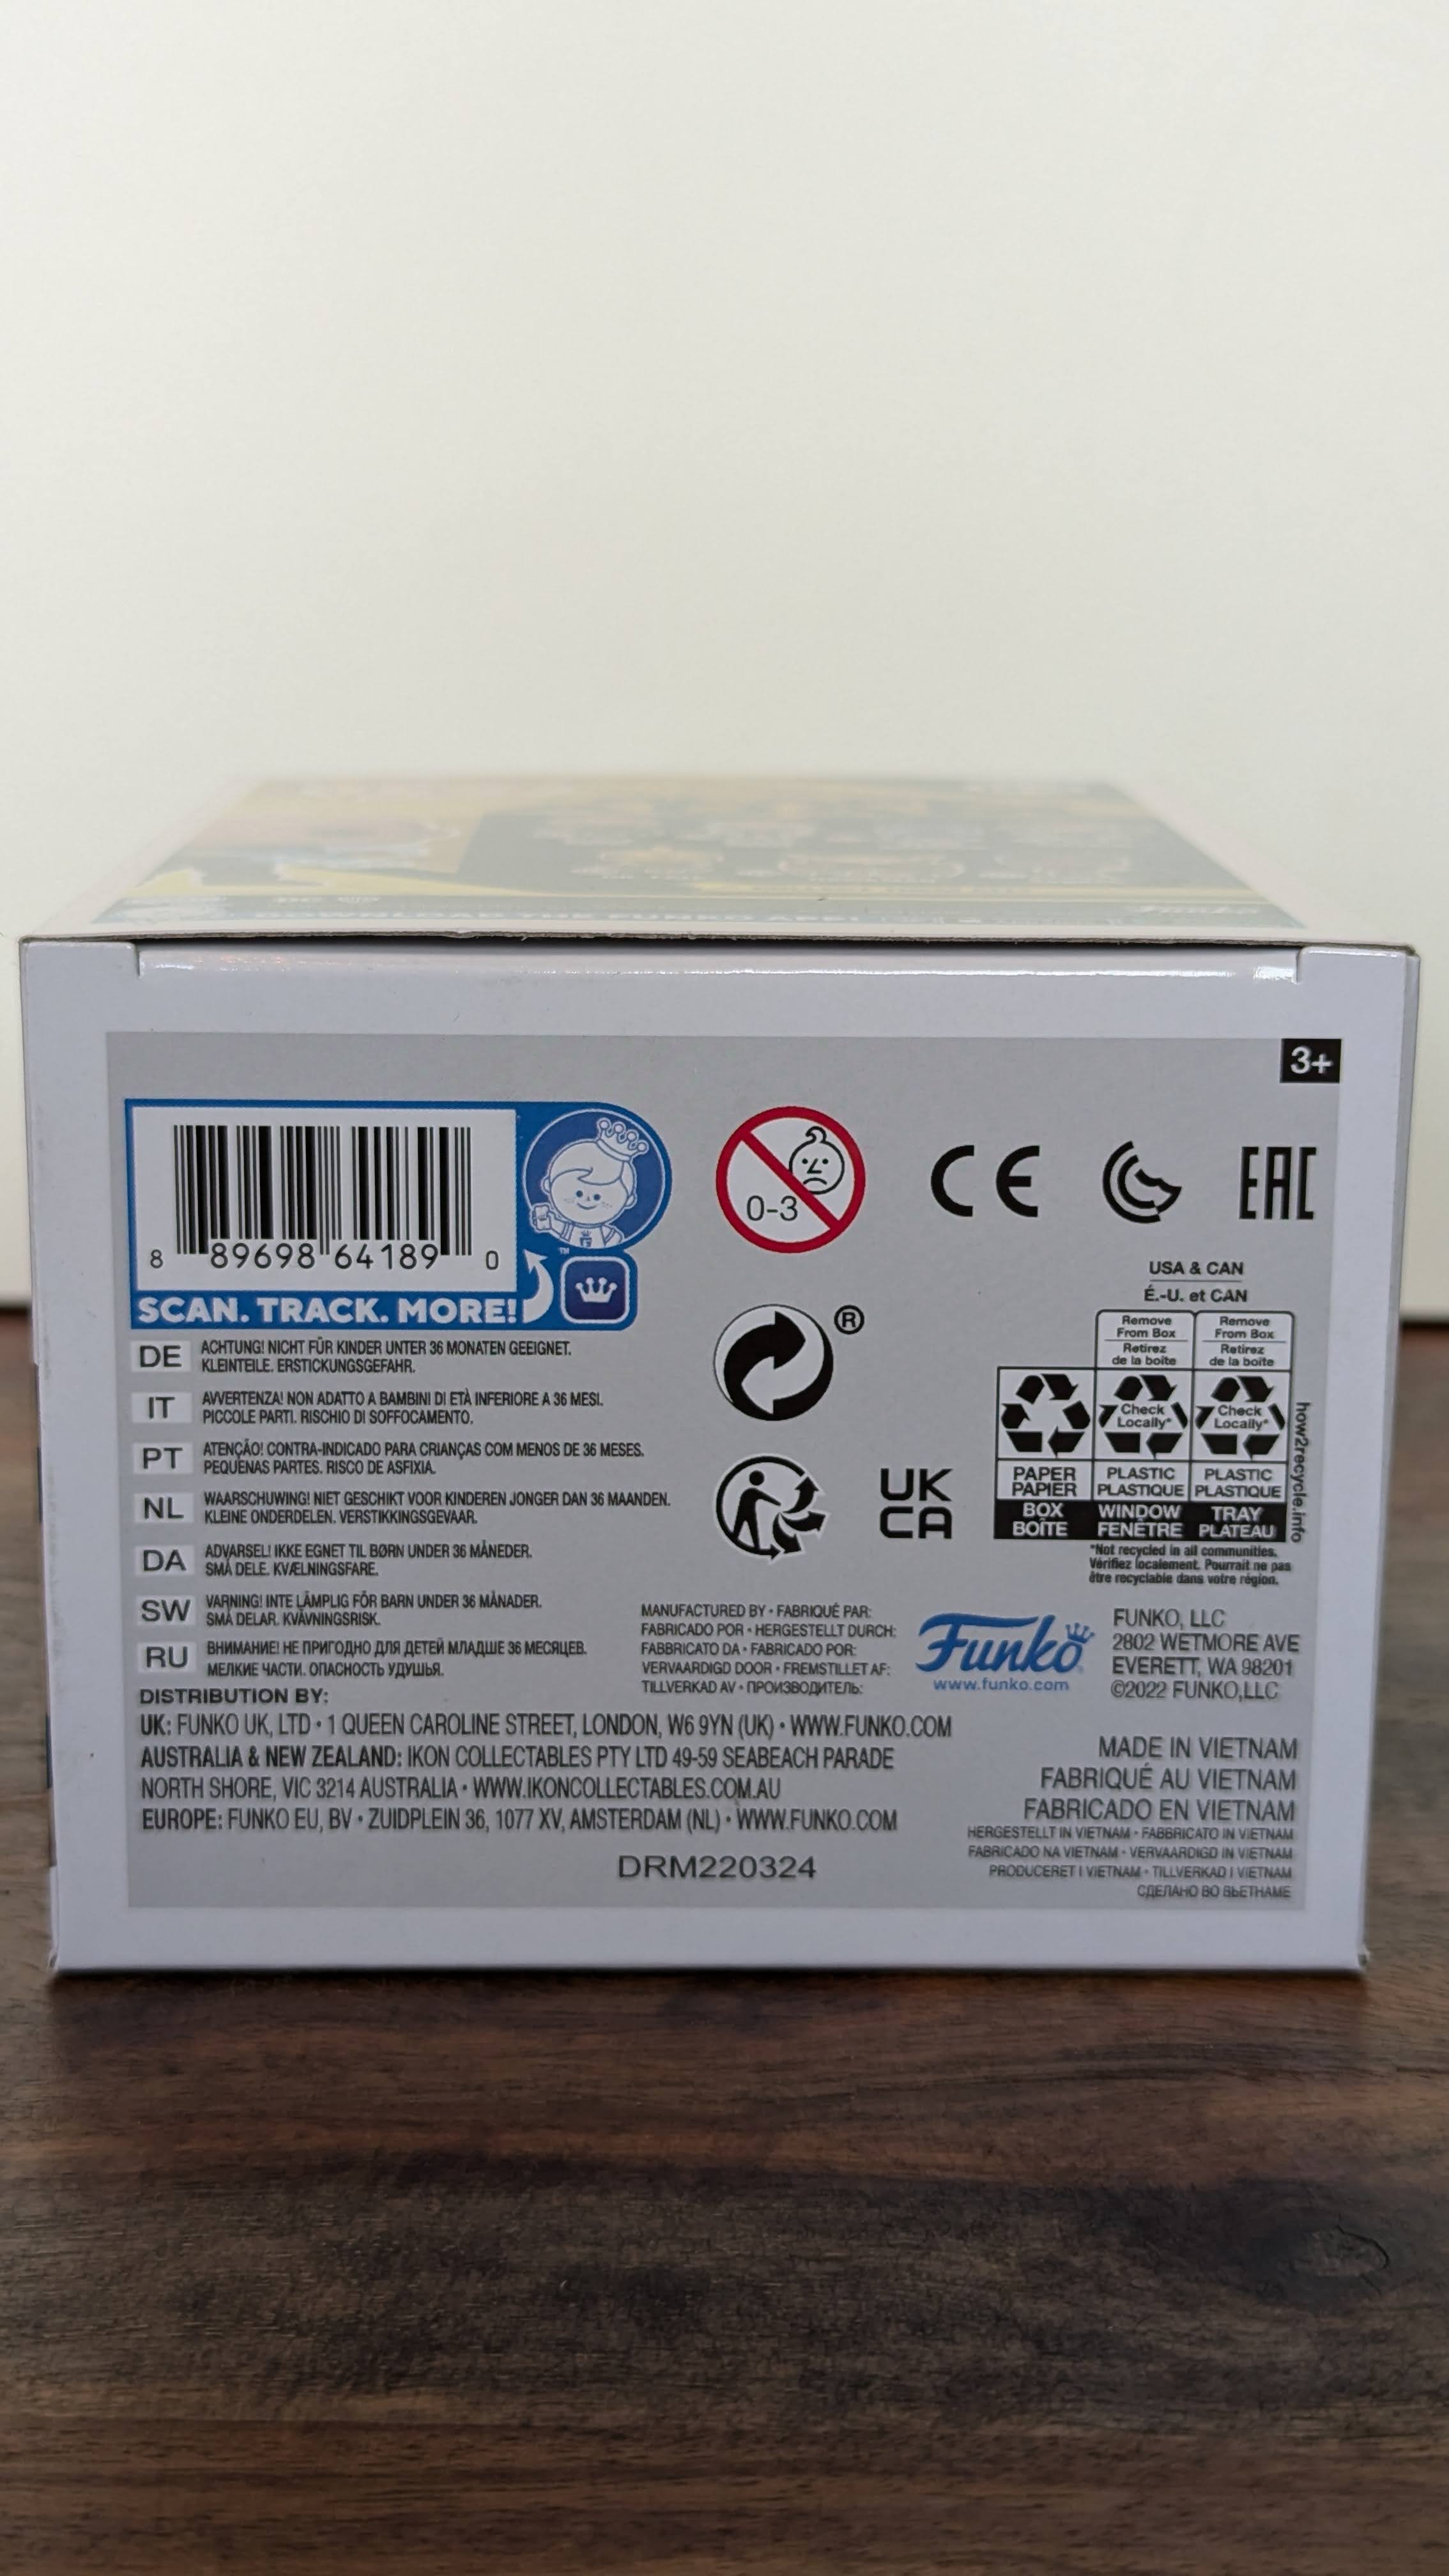 DOWNLOAD THE FUNKO APP!
3+
8 89698 64189 0
SCAN. TRACK. MORE!
™
0-3
CE
EAC
DE ACHTUNG! NICHT FÜR KINDER UNTER 36 MONATEN GEEIGNET.
KLEINTEILE. ERSTICKUNGSGEFAHR.
IT AVVERTENZA! NON ADATTO A BAMBINI DI ETÀ INFERIORE A 36 MESI.
PICCOLE PARTI. RISCHIO DI SOFFOCAMENTO.
PT ATENÇÃO! CONTRA-INDICADO PARA CRIANÇAS COM MENOS DE 36 MESES.
PEQUENAS PARTES. RISCO DE ASFIXIA.
NL WAARSCHUWING! NIET GESCHIKT VOOR KINDEREN JONGER DAN 36 MAANDEN.
KLEINE ONDERDELEN. VERSTIKKINGSGEVAAR.
DA ADVARSEL! IKKE EGNET TIL BØRN UNDER 36 MÅNEDER.
SMÅ DELE. KVÆLNINGSFARE.
SW VARNING! INTE LÄMPLIG FÖR BARN UNDER 36 MÅNADER.
SMÅ DELAR. KVÄVNINGSRISK.
RU ВНИМАНИЕ! НЕ ПРИГОДНО ДЛЯ ДЕТЕЙ МЛАДШЕ 36 МЕСЯЦЕВ.
МЕЛКИЕ ЧАСТИ. ОПАСНОСТЬ УДУШЬЯ.
®
UK
CA
USA & CAN
É.-U. et CAN
Remove
From Box
Retirez
de la boîte
Remove
From Box
Retirez
de la boîte
Check
Locally*
Check
Locally*
PAPER
PAPIER
PLASTIC
PLASTIQUE
PLASTIC
PLASTIQUE
BOX
BOÎTE
WINDOW
FENÊTRE
TRAY
PLATEAU
how2recycle.info
*Not recycled in all communities.
Vérifiez localement. Pourrait ne pas
être recyclable dans votre région.
MANUFACTURED BY • FABRIQUÉ PAR:
FABRICADO POR • HERGESTELLT DURCH:
FABBRICATO DA • FABRICADO POR:
VERVAARDIGD DOOR • FREMSTILLET AF:
TILLVERKAD AV • ПРОИЗВОДИТЕЛЬ:
Funko
www.funko.com
FUNKO, LLC
2802 WETMORE AVE
EVERETT, WA 98201
©2022 FUNKO,LLC
DISTRIBUTION BY:
UK: FUNKO UK, LTD • 1 QUEEN CAROLINE STREET, LONDON, W6 9YN (UK) • WWW.FUNKO.COM
AUSTRALIA & NEW ZEALAND: IKON COLLECTABLES PTY LTD 49-59 SEABEACH PARADE
NORTH SHORE, VIC 3214 AUSTRALIA • WWW.IKONCOLLECTABLES.COM.AU
EUROPE: FUNKO EU, BV • ZUIDPLEIN 36, 1077 XV, AMSTERDAM (NL) • WWW.FUNKO.COM
DRM220324
MADE IN VIETNAM
FABRIQUÉ AU VIETNAM
FABRICADO EN VIETNAM
HERGESTELLT IN VIETNAM • FABBRICATO IN VIETNAM
FABRICADO NA VIETNAM • VERVAARDIGD IN VIETNAM
PRODUCERET I VIETNAM • TILLVERKAD I VIETNAM
СДЕЛАНО ВО ВЬЕТНАМЕ